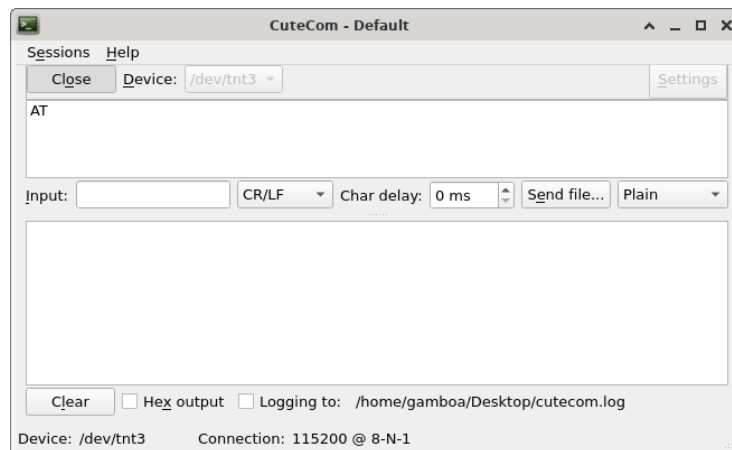 CuteCom - Default
Sessions Help
Close Device: /dev/tnt3 Settings
AT
Input: CR/LF Char delay: 0 ms Send file... Plain
Clear Hex output Logging to: /home/gamboa/Desktop/cutecom.log
Device: /dev/tnt3 Connection: 115200 @ 8-N-1